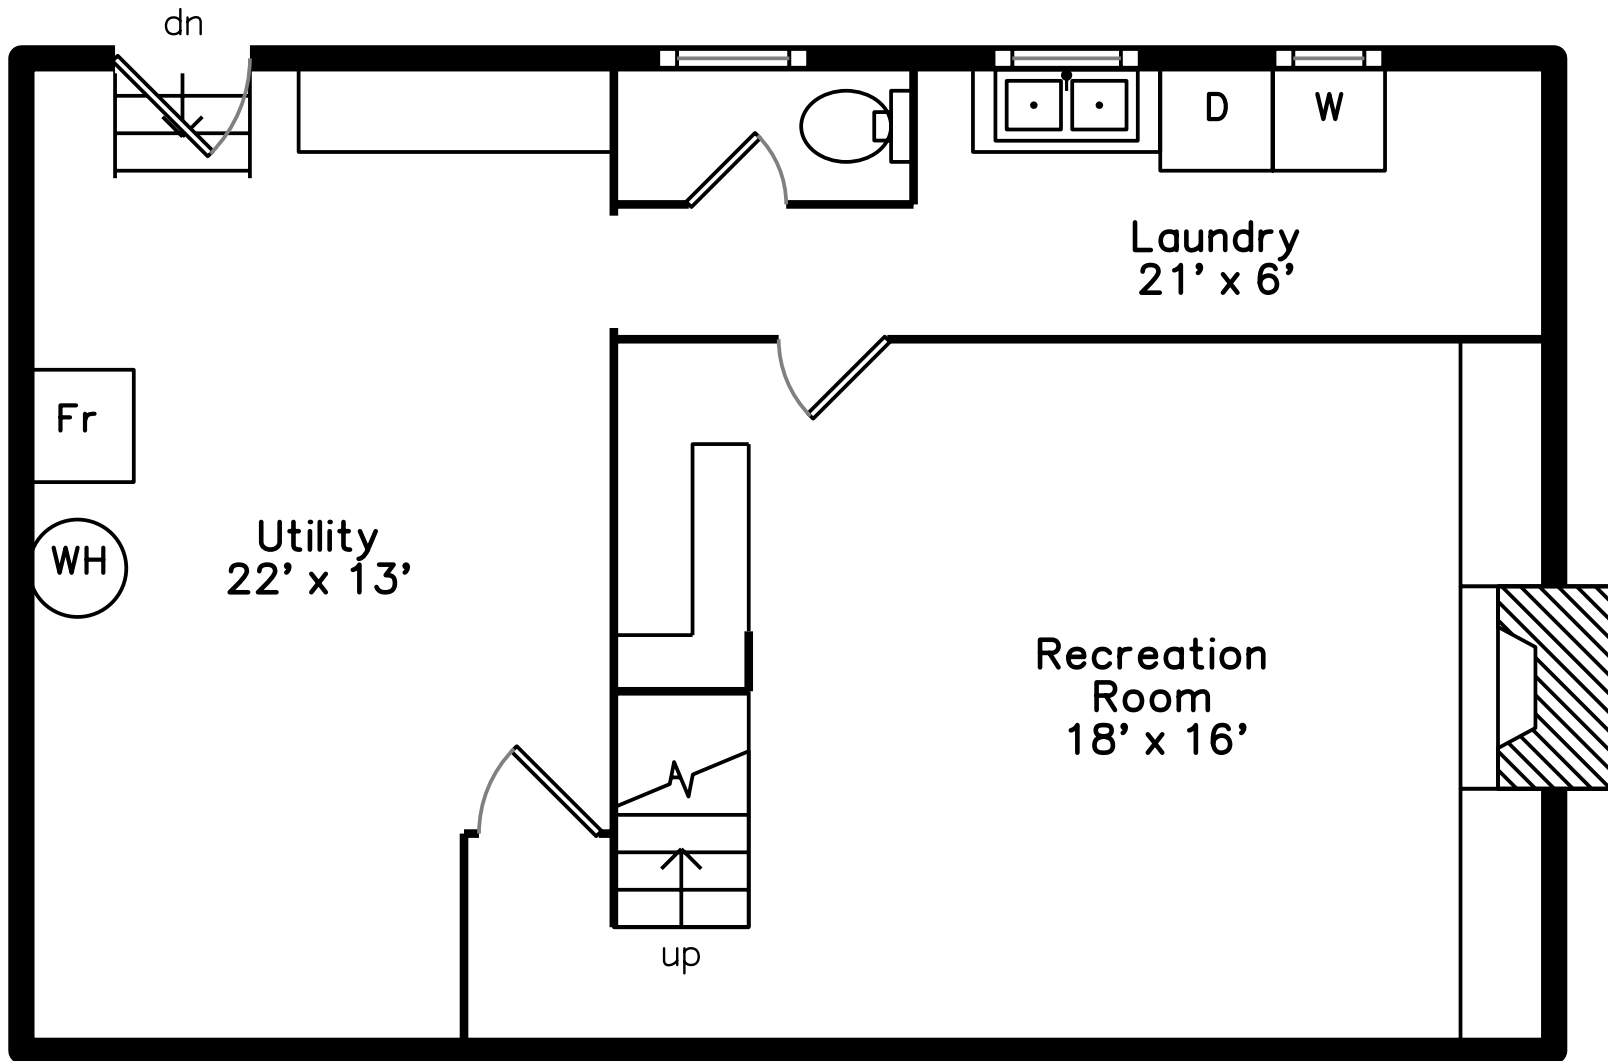 dn
D
W
Laundry
21' x 6'
Fr
WH
Utility
22' x 13'
Recreation
Room
18' x 16'
up